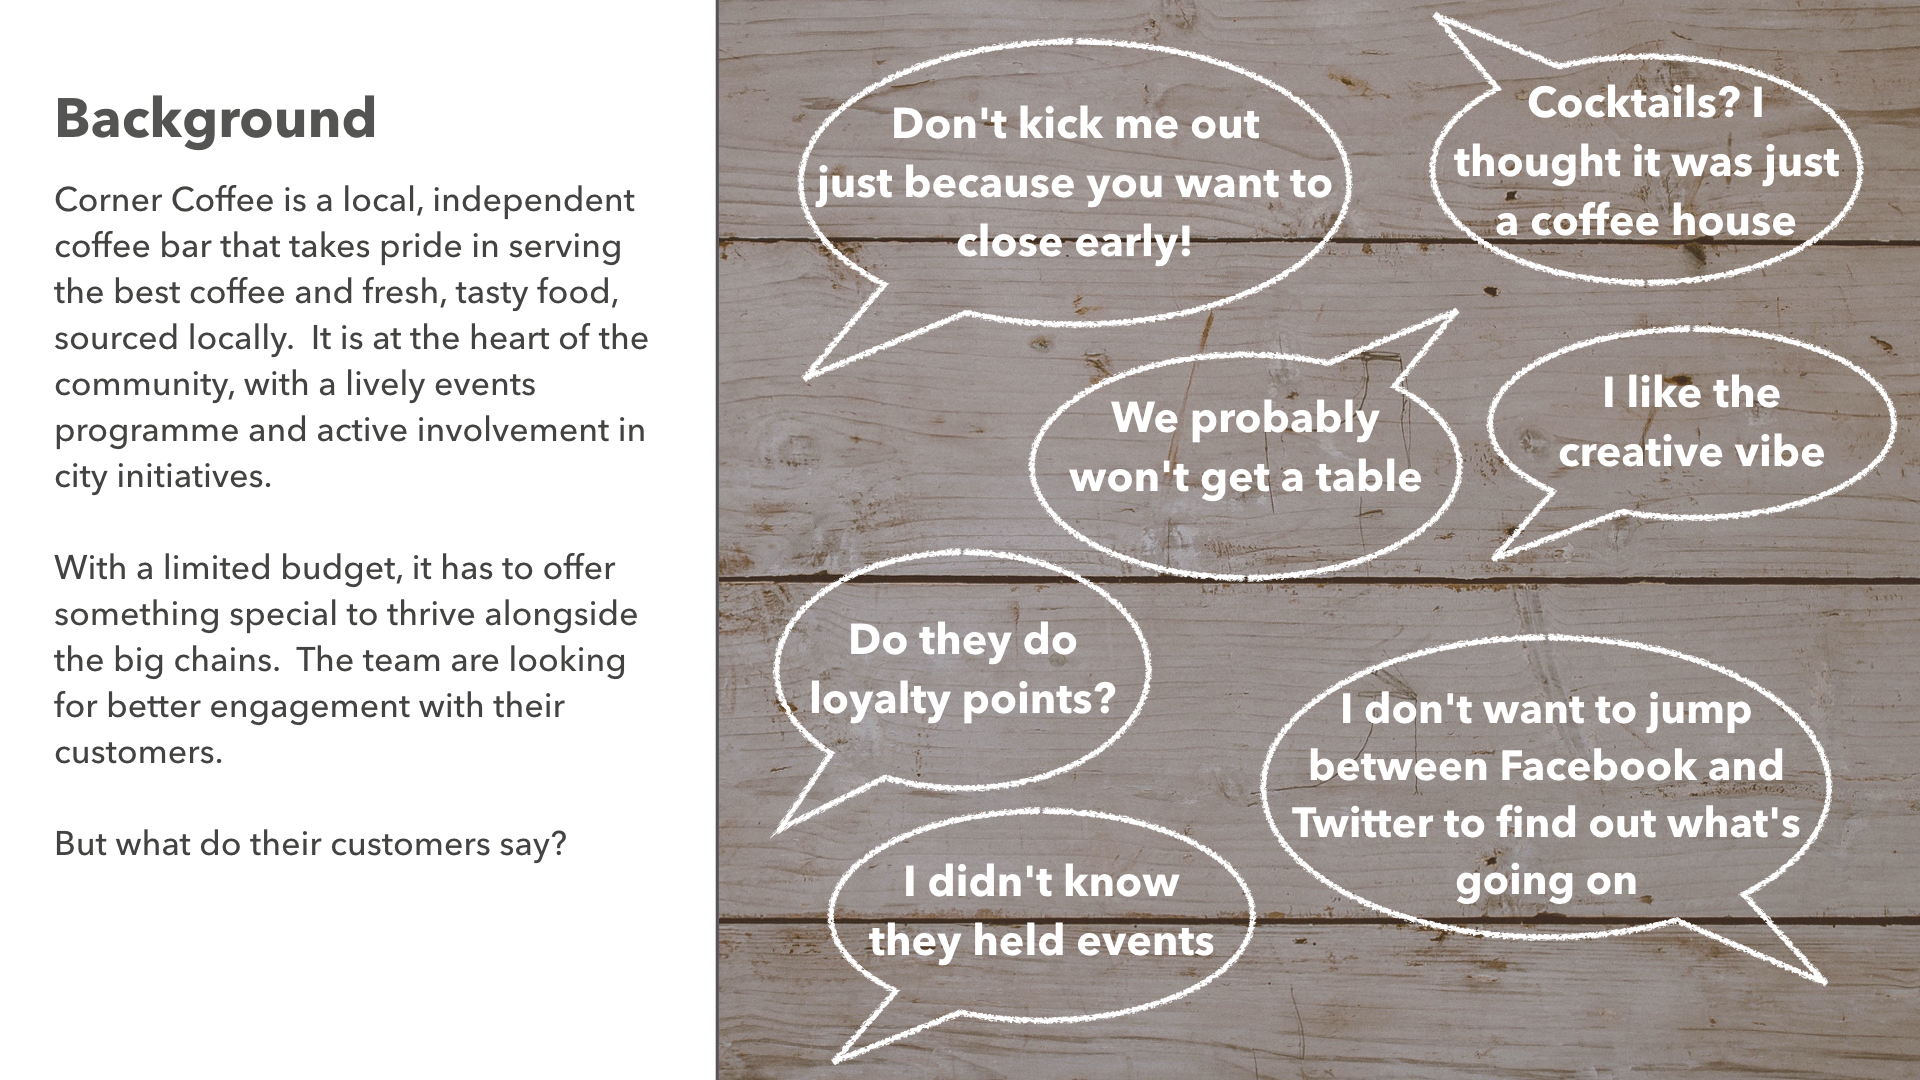 Background
Corner Coffee is a local, independent
coffee bar that takes pride in serving
the best coffee and fresh, tasty food,
sourced locally.  It is at the heart of the
community, with a lively events
programme and active involvement in
city initiatives.
With a limited budget, it has to offer
something special to thrive alongside
the big chains.  The team are looking
for better engagement with their
customers.
But what do their customers say?
Don't kick me out
just because you want to
close early!
Cocktails? I
thought it was just
a coffee house
We probably
won't get a table
I like the
creative vibe
Do they do
loyalty points?
I don't want to jump
between Facebook and
Twitter to find out what's
going on
I didn't know
they held events